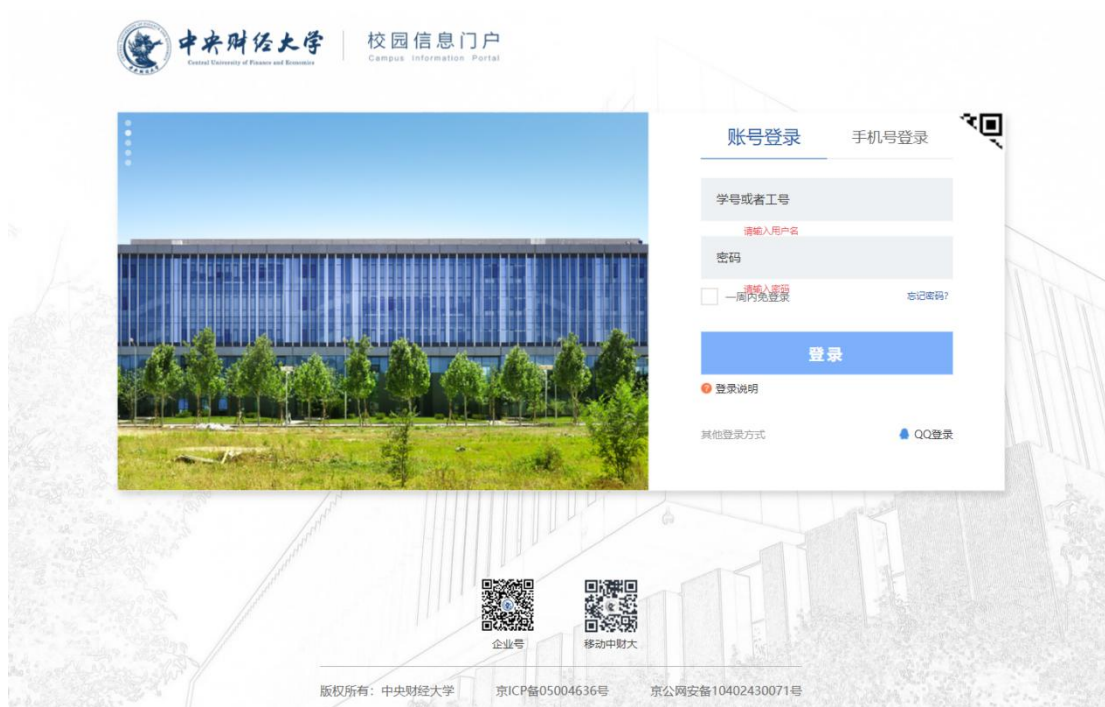 中央财经大学
Central University of Finance and Economics
校园信息门户
Campus Information Portal
账号登录 手机号登录
学号或者工号
请输入用户名
密码
请输入密码
一周内免登录 忘记密码?
登录
登录说明
其他登录方式 QQ登录
企业号 移动中财大
版权所有：中央财经大学 京ICP备05004636号 京公网安备10402430071号